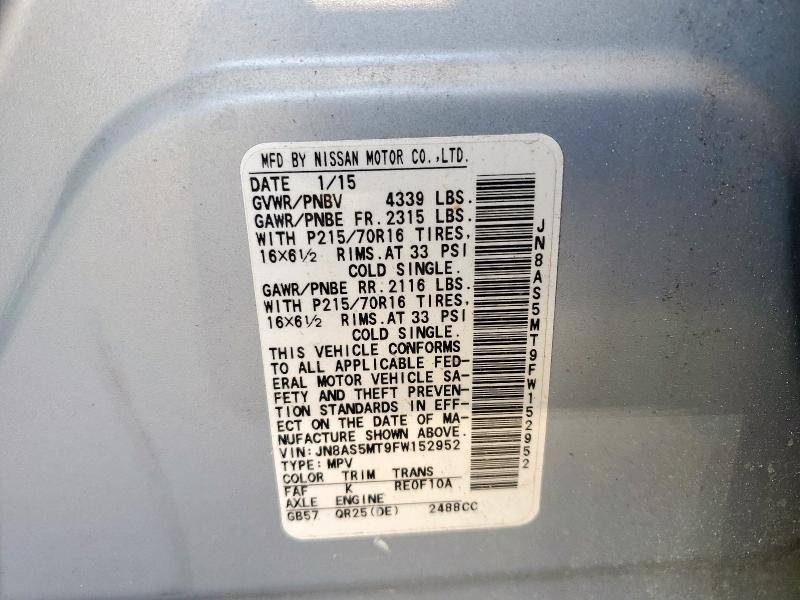 MFD BY NISSAN MOTOR CO.,LTD.
DATE 1/15
GVWR/PNBV 4339 LBS.
GAWR/PNBE FR.2315 LBS.
WITH P215/70R16 TIRES,
16X6½ RIMS.AT 33 PSI
COLD SINGLE.
GAWR/PNBE RR.2116 LBS.
WITH P215/70R16 TIRES,
16X6½ RIMS.AT 33 PSI
COLD SINGLE.
THIS VEHICLE CONFORMS
TO ALL APPLICABLE FED-
ERAL MOTOR VEHICLE SA-
FETY AND THEFT PREVEN-
TION STANDARDS IN EFF-
ECT ON THE DATE OF MA-
NUFACTURE SHOWN ABOVE.
VIN: JN8AS5MT9FW152952
TYPE: MPV
COLOR TRIM TRANS
FAF K RE0F10A
AXLE ENGINE
GB57 QR25(DE) 2488CC
JN8AS5MT9FW152952